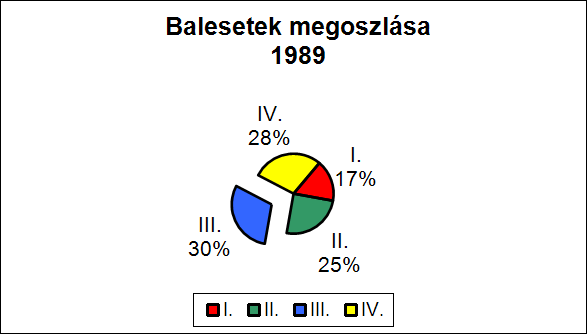 Balesetek megoszlása
1989
IV.
28%
I.
17%
III.
30%
II.
25%
I. II. III. IV.